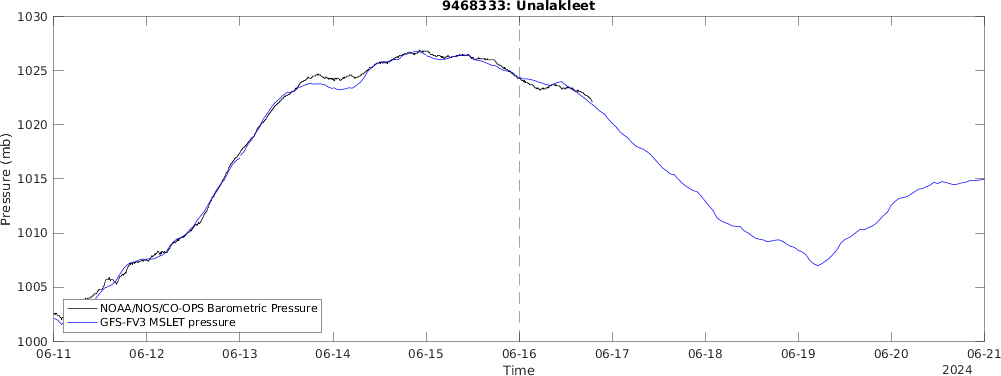 9468333: Unalakleet
1030
1025
1020
1015
1010
1005
1000
Pressure (mb)
NOAA/NOS/CO-OPS Barometric Pressure
GFS-FV3 MSLET pressure
06-11 06-12 06-13 06-14 06-15 06-16 06-17 06-18 06-19 06-20 06-21
Time
2024